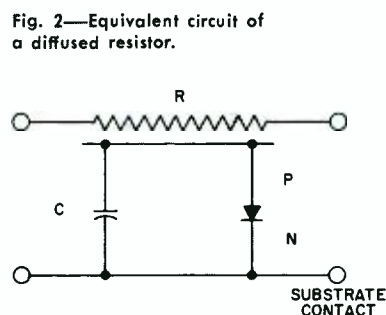 Fig. 2—Equivalent circuit of
a diffused resistor.
R
P
C
N
SUBSTRATE
CONTACT